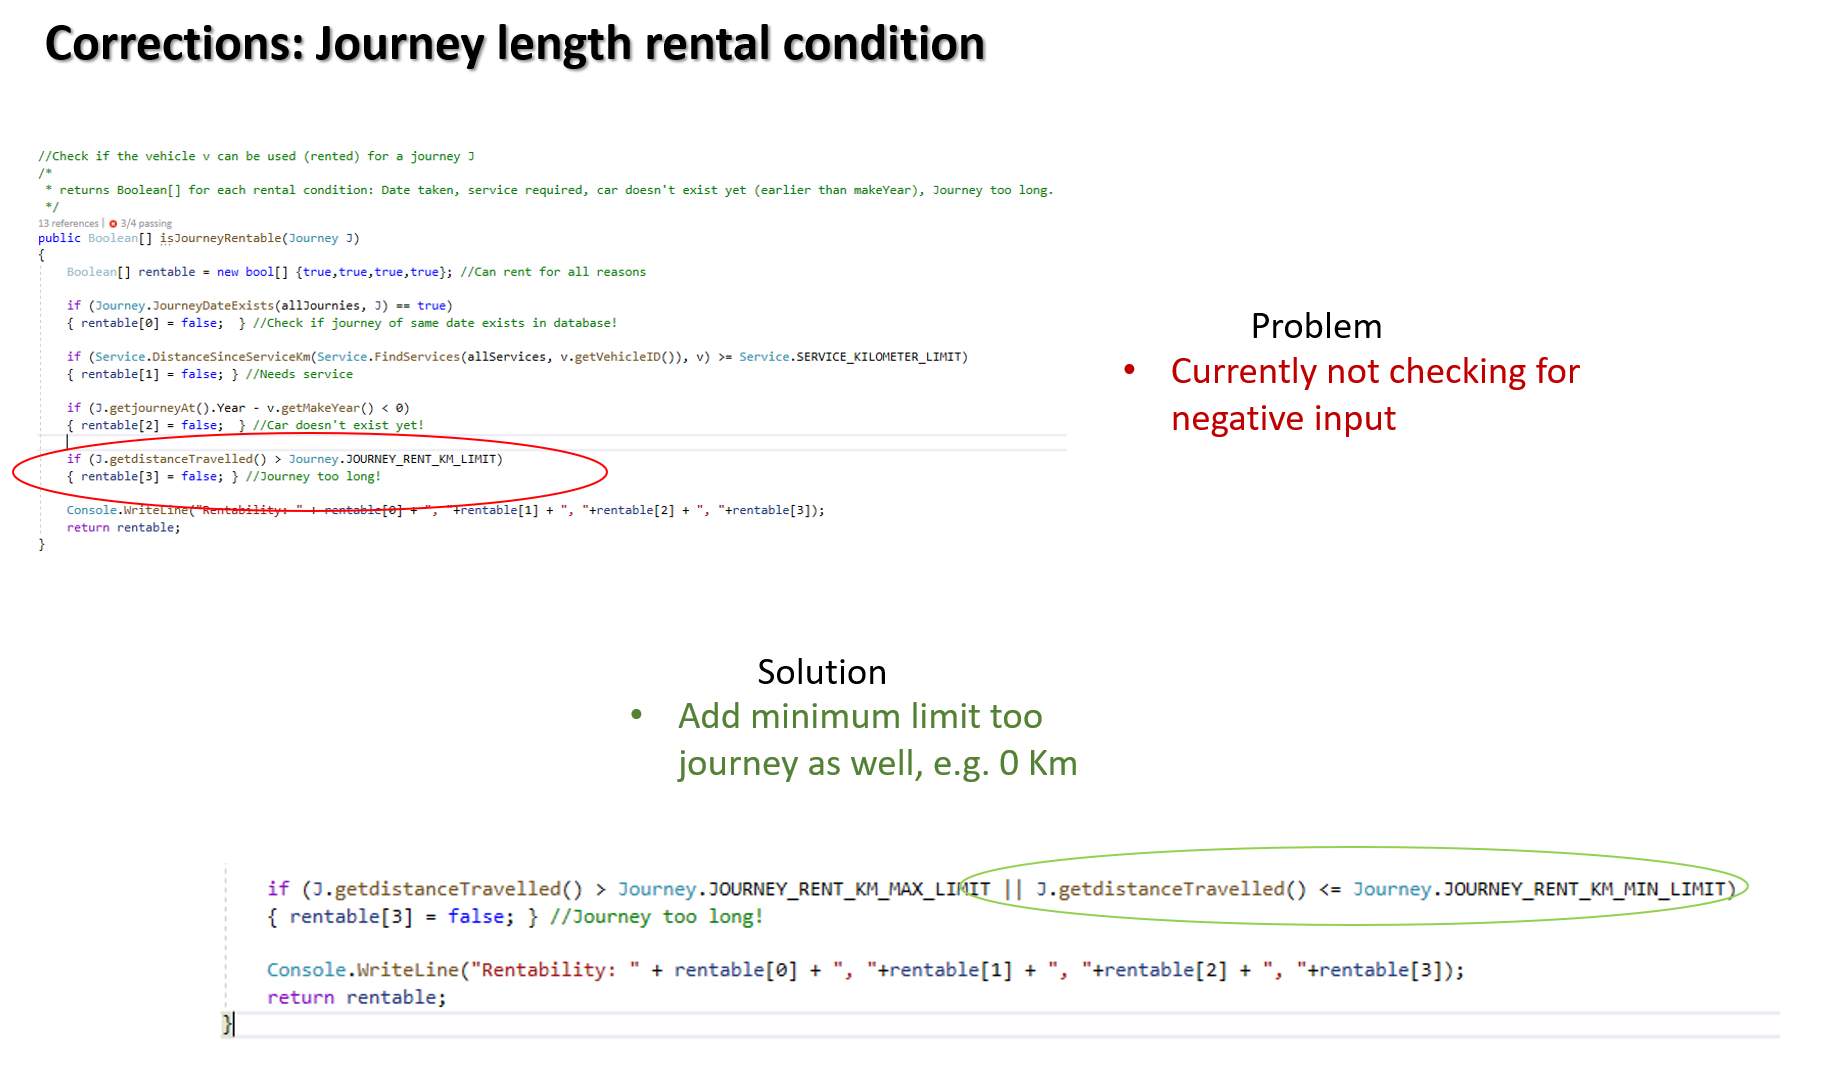 Corrections: Journey length rental condition
//Check if the vehicle v can be used (rented) for a journey J
/*
* returns Boolean[] for each rental condition: Date taken, service required, car doesn't exist yet (earlier than makeYear), Journey too long.
*/
13 references | 3/4 passing
public Boolean[] isJourneyRentable(Journey J)
{
Boolean[] rentable = new bool[] {true,true,true,true}; //Can rent for all reasons
if (Journey.JourneyDateExists(allJournies, J) == true)
{ rentable[0] = false;  } //Check if journey of same date exists in database!
if (Service.DistanceSinceServiceKm(Service.FindServices(allServices, v.getVehicleID()), v) >= Service.SERVICE_KILOMETER_LIMIT)
{ rentable[1] = false; } //Needs service
if (J.getjourneyAt().Year - v.getMakeYear() < 0)
{ rentable[2] = false;  } //Car doesn't exist yet!
if (J.getdistanceTravelled() > Journey.JOURNEY_RENT_KM_LIMIT)
{ rentable[3] = false; } //Journey too long!
Console.WriteLine("Rentability: " + rentable[0] + ", "+rentable[1] + ", "+rentable[2] + ", "+rentable[3]);
return rentable;
}
Problem
• Currently not checking for
negative input
Solution
• Add minimum limit too
journey as well, e.g. 0 Km
if (J.getdistanceTravelled() > Journey.JOURNEY_RENT_KM_MAX_LIMIT || J.getdistanceTravelled() <= Journey.JOURNEY_RENT_KM_MIN_LIMIT)
{ rentable[3] = false; } //Journey too long!
Console.WriteLine("Rentability: " + rentable[0] + ", "+rentable[1] + ", "+rentable[2] + ", "+rentable[3]);
return rentable;
}